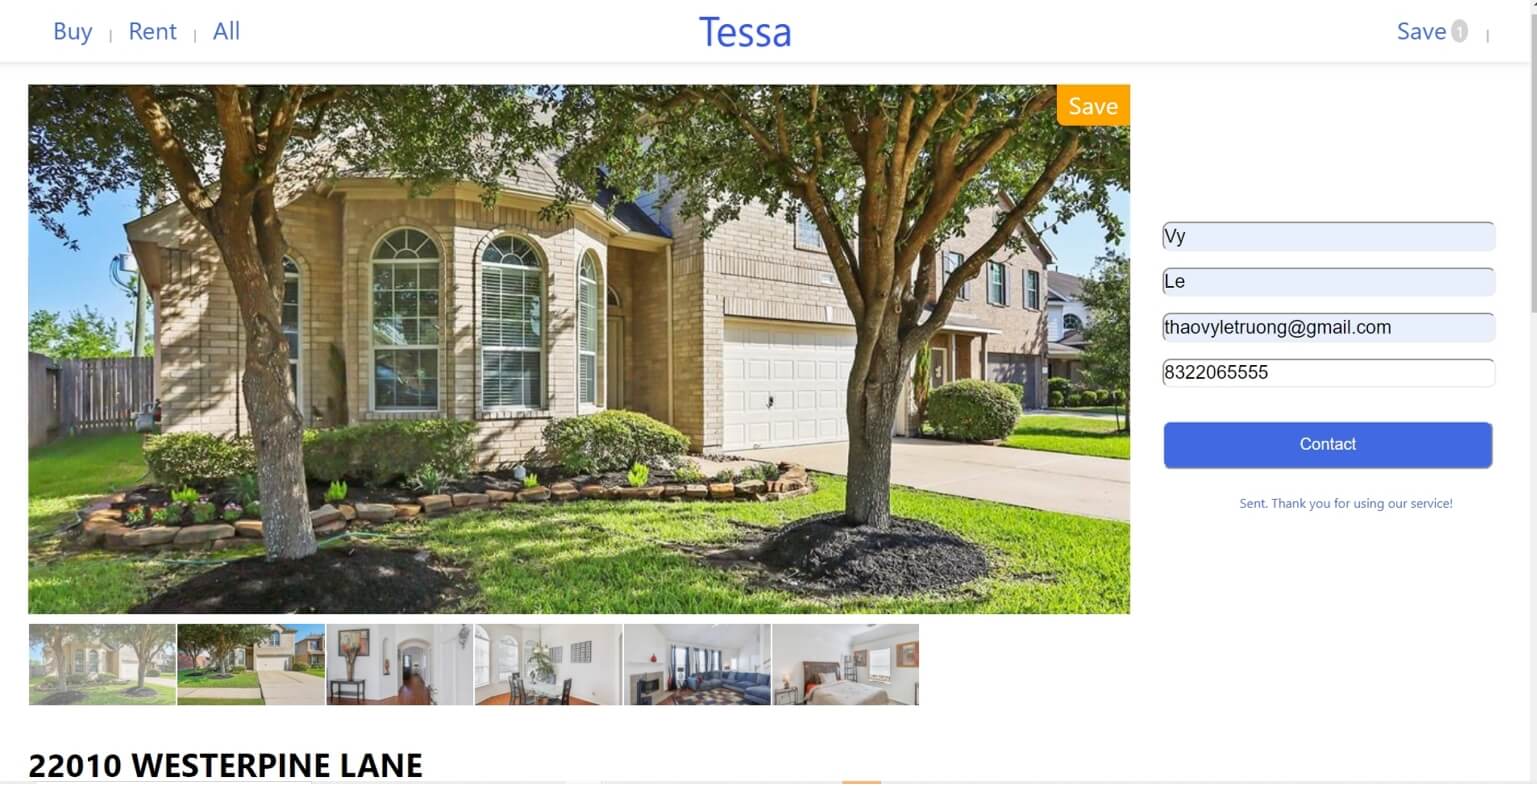 Buy | Rent | All
Tessa
Save 1 |
Save
Vy
Le
thaovyletruong@gmail.com
8322065555
Contact
Sent. Thank you for using our service!
22010 WESTERPINE LANE